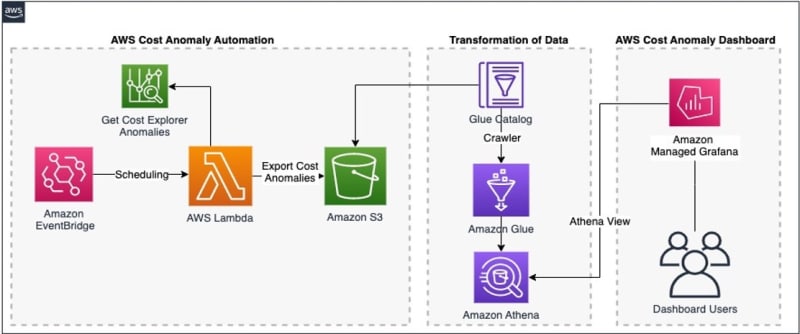 aws
AWS Cost Anomaly Automation
Transformation of Data
AWS Cost Anomaly Dashboard
Get Cost Explorer
Anomalies
Glue Catalog
Crawler
Amazon
Managed Grafana
Scheduling
Export Cost
Anomalies
Amazon
EventBridge
AWS Lambda
Amazon S3
Amazon Glue
Athena View
Amazon Athena
Dashboard Users